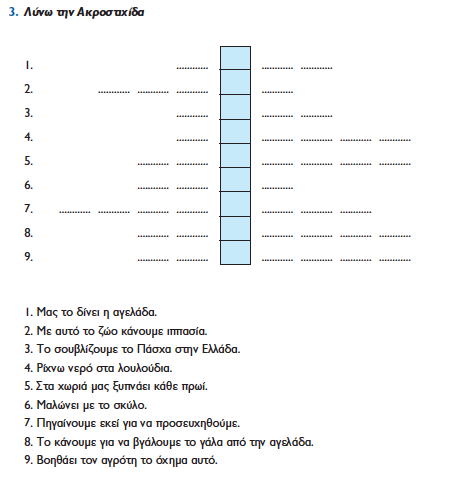 3. Λύνω την Ακροστιχίδα
1. ............ ............ ............
2. ............ ............ ............ ............
3. ............ ............ ............
4. ............ ............ ............ ............ ............
5. ............ ............ ............ ............ ............ ............
6. ............ ............ ............
7. ............ ............ ............ ............ ............ ............ ............
8. ............ ............ ............ ............ ............ ............
9. ............ ............ ............ ............ ............ ............
1. Μας το δίνει η αγελάδα.
2. Με αυτό το ζώο κάνουμε ιππασία.
3. Το σουβλίζουμε το Πάσχα στην Ελλάδα.
4. Ρίχνω νερό στα λουλούδια.
5. Στα χωριά μας ξυπνάει κάθε πρωί.
6. Μαλώνει με το σκύλο.
7. Πηγαίνουμε εκεί για να προσευχηθούμε.
8. Το κάνουμε για να βγάλουμε το γάλα από την αγελάδα.
9. Βοηθάει τον αγρότη το όχημα αυτό.